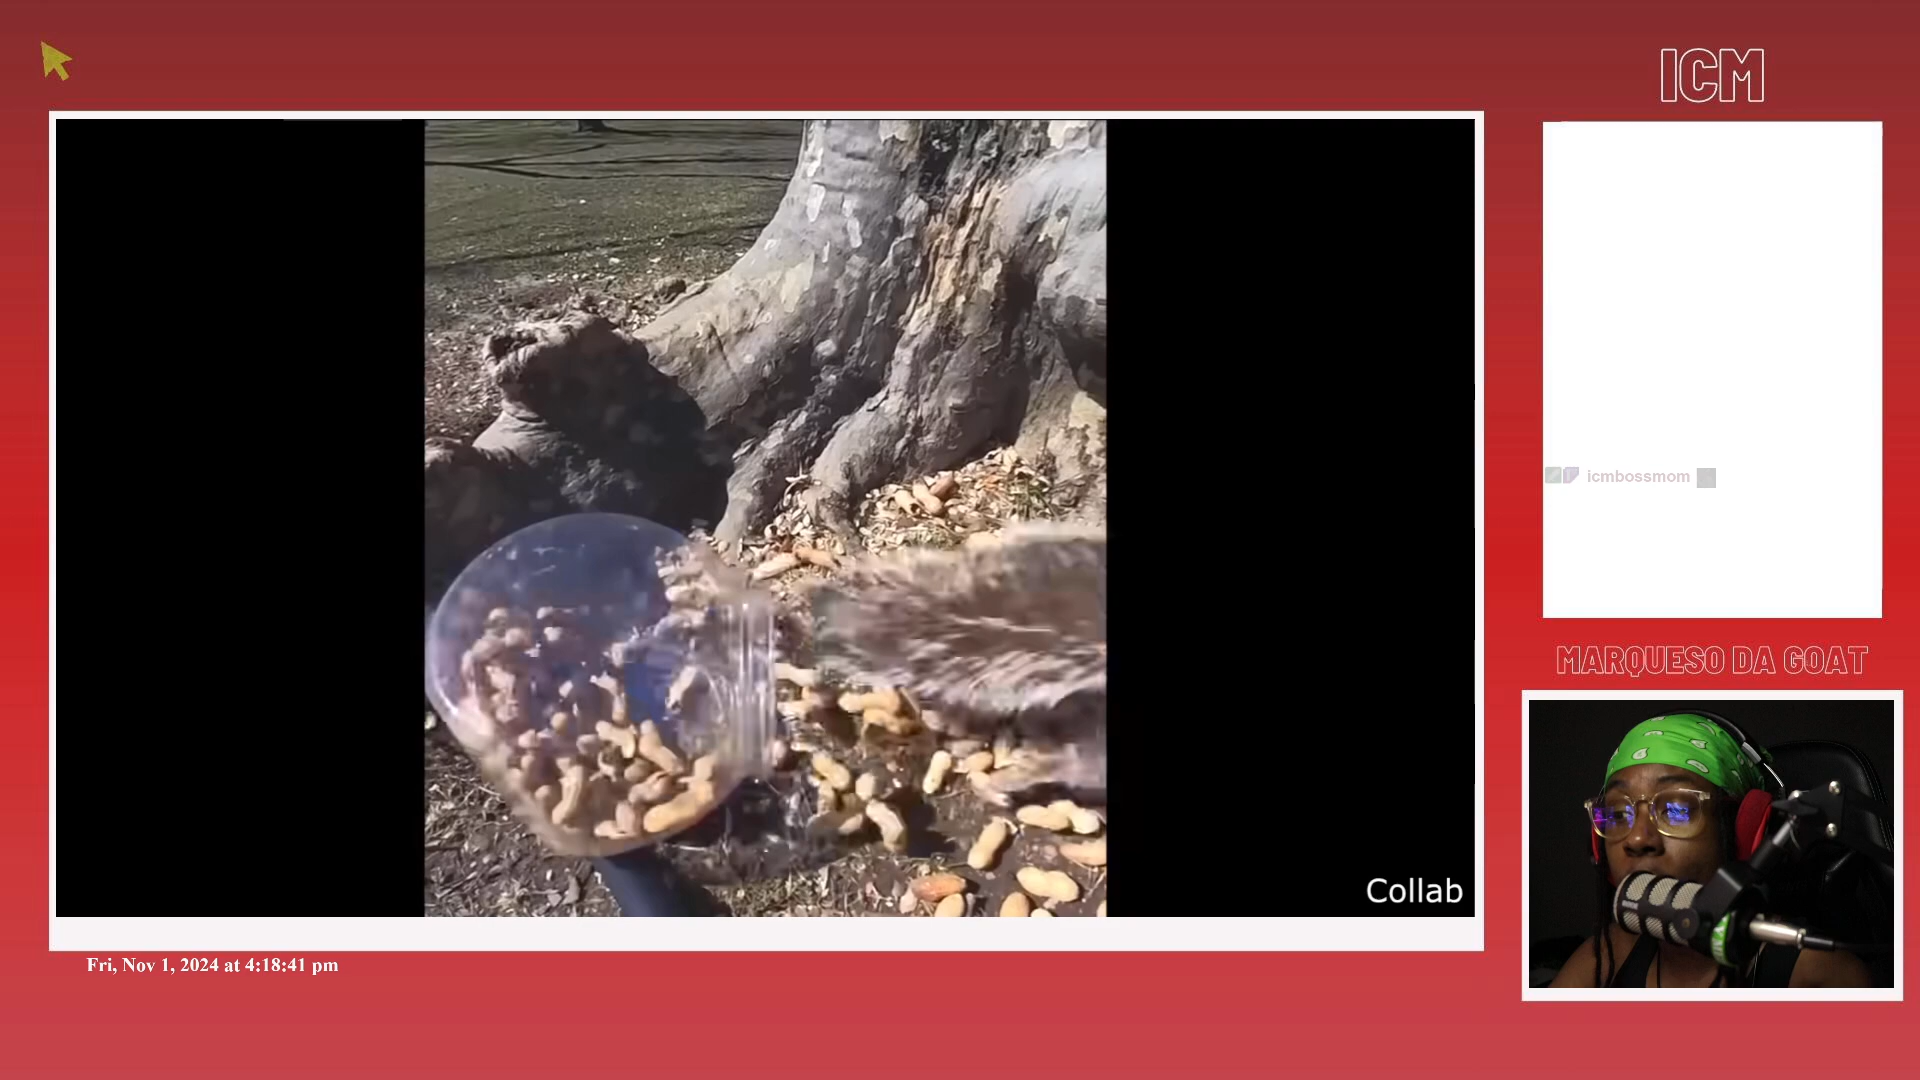 ICM
icmbossmom
MARQUESO DA GOAT
Collab
Fri, Nov 1, 2024 at 4:18:41 pm